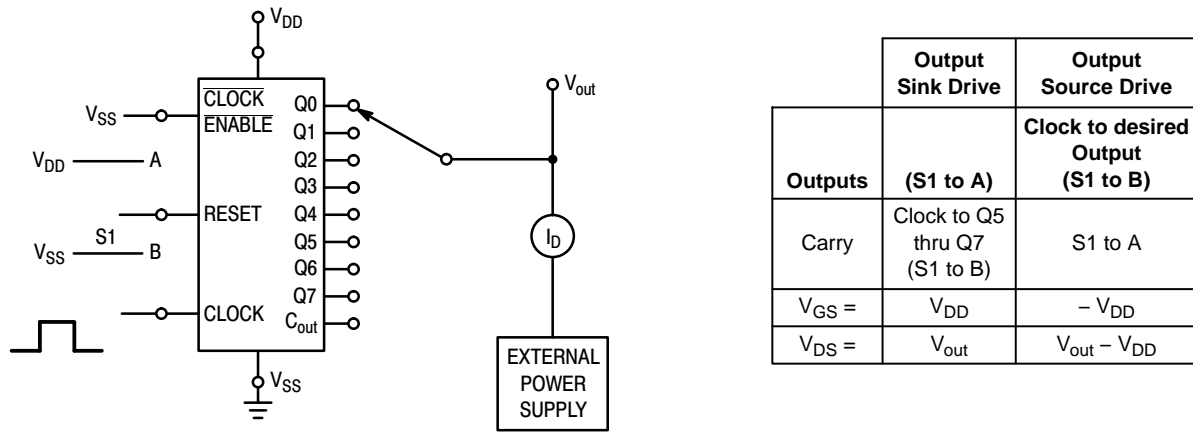 V_DD
CLOCK
ENABLE
V_SS
V_DD A
RESET
S1
V_SS B
CLOCK
Q0
Q1
Q2
Q3
Q4
Q5
Q6
Q7
C_out
V_SS
V_out
I_D
EXTERNAL
POWER
SUPPLY
Output
Sink Drive
Output
Source Drive
Outputs
(S1 to A)
Clock to desired
Output
(S1 to B)
Carry
Clock to Q5
thru Q7
(S1 to B)
S1 to A
V_GS = V_DD – V_DD
V_DS = V_out V_out – V_DD